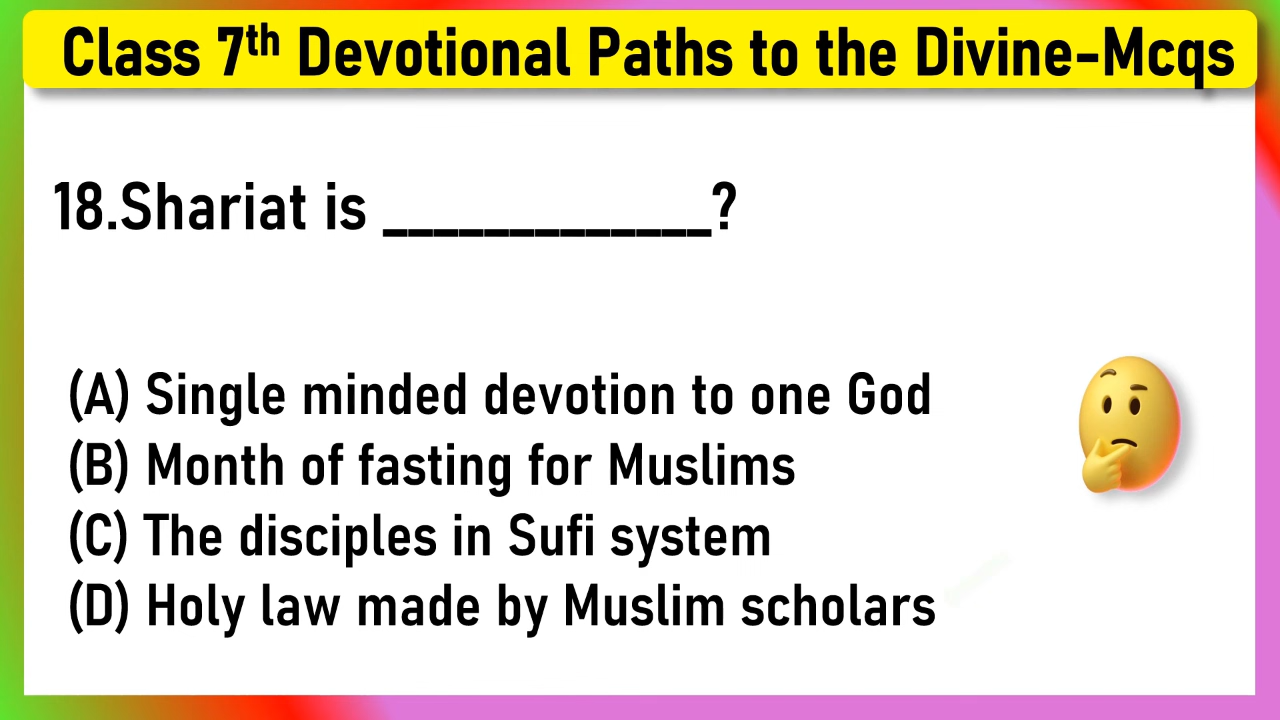 Class 7th Devotional Paths to the Divine-Mcqs
18.Shariat is _____________?
(A) Single minded devotion to one God
(B) Month of fasting for Muslims
(C) The disciples in Sufi system
(D) Holy law made by Muslim scholars